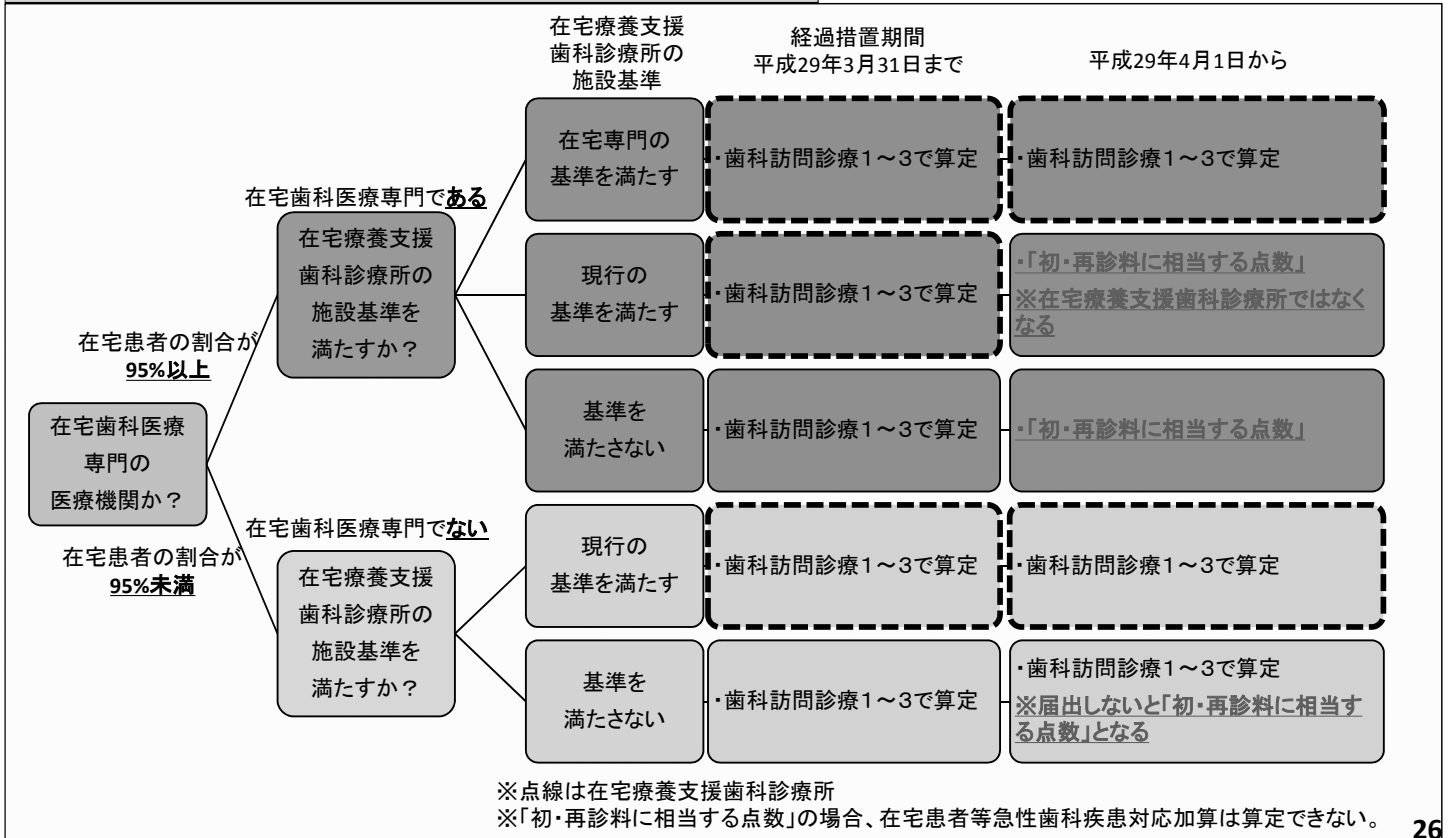 在宅療養支援
歯科診療所の
施設基準
経過措置期間
平成29年3月31日まで
平成29年4月1日から
在宅専門の
基準を満たす
・歯科訪問診療1～3で算定
・歯科訪問診療1～3で算定
在宅歯科医療専門である
在宅療養支援
歯科診療所の
施設基準を
満たすか？
現行の
基準を満たす
・歯科訪問診療1～3で算定
・「初・再診料に相当する点数」
※在宅療養支援歯科診療所ではなく
なる
在宅患者の割合が
95%以上
基準を
満たさない
・歯科訪問診療1～3で算定
・「初・再診料に相当する点数」
在宅歯科医療
専門の
医療機関か？
在宅歯科医療専門でない
在宅患者の割合が
95%未満
在宅療養支援
歯科診療所の
施設基準を
満たすか？
現行の
基準を満たす
・歯科訪問診療1～3で算定
・歯科訪問診療1～3で算定
基準を
満たさない
・歯科訪問診療1～3で算定
・歯科訪問診療1～3で算定
※届出しないと「初・再診料に相当す
る点数」となる
※点線は在宅療養支援歯科診療所
※「初・再診料に相当する点数」の場合、在宅患者等急性歯科疾患対応加算は算定できない。
26